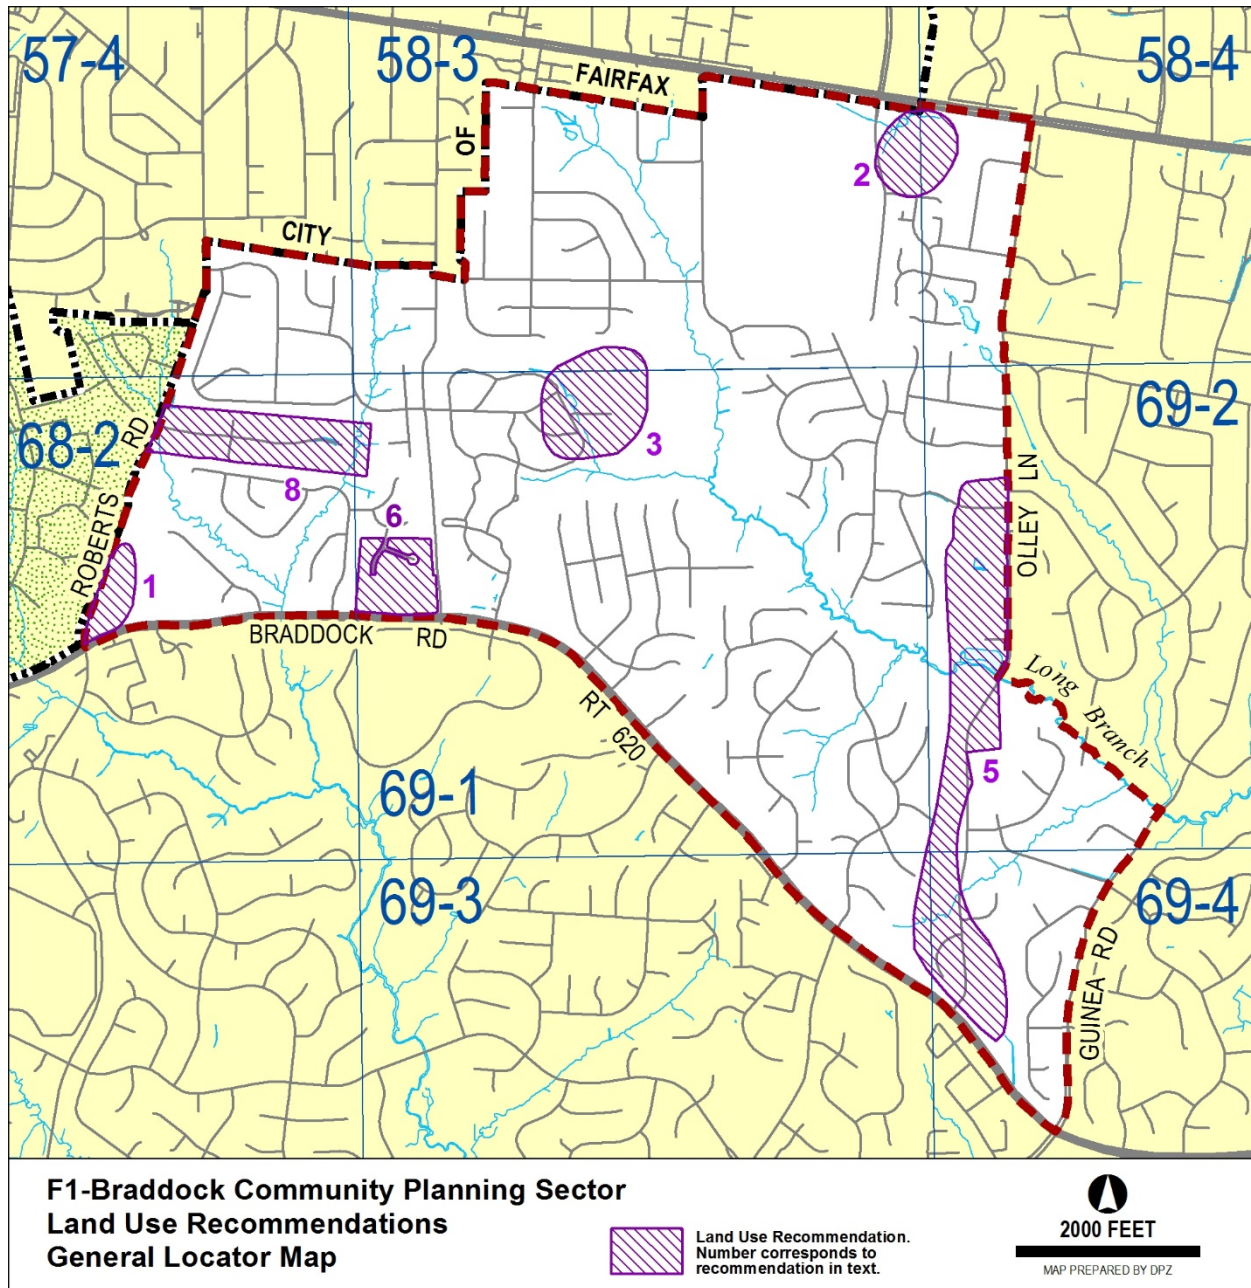 57-4
58-3
58-4
FAIRFAX
OF
2
CITY
3
69-2
68-2
RD
8
6
OLLEY LN
ROBERTS
1
BRADDOCK RD
Long Branch
RT 620
5
69-1
69-3
69-4
GUINEA RD
F1-Braddock Community Planning Sector
Land Use Recommendations
General Locator Map
Land Use Recommendation.
Number corresponds to
recommendation in text.
2000 FEET
MAP PREPARED BY DPZ